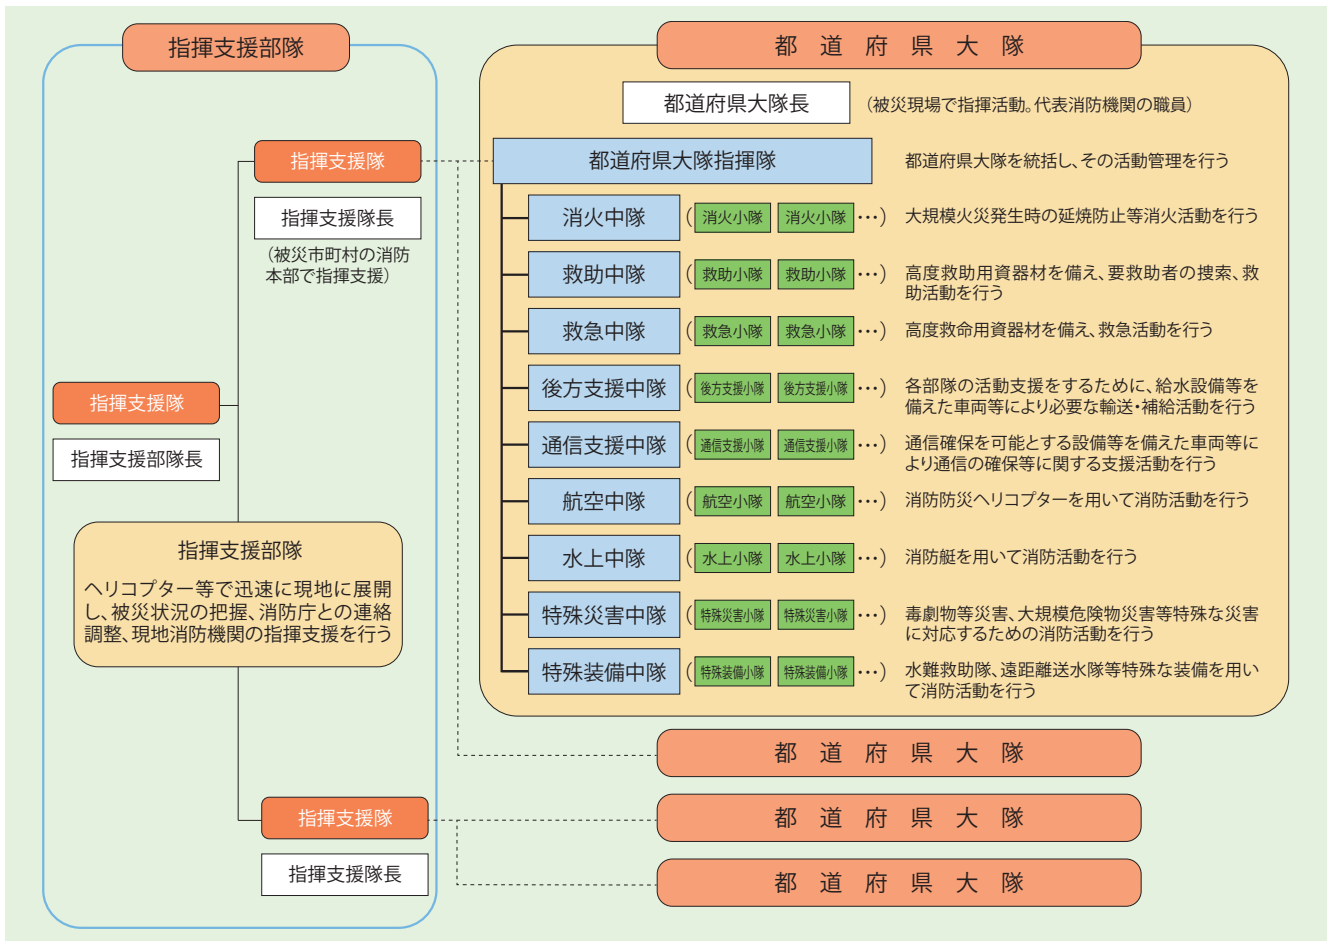 指揮支援部隊
指揮支援隊
指揮支援隊長
（被災市町村の消防
本部で指揮支援）
指揮支援隊
指揮支援部隊長
指揮支援部隊
ヘリコプター等で迅速に現地に展開
し、被災状況の把握、消防庁との連絡
調整、現地消防機関の指揮支援を行う
指揮支援隊
指揮支援隊長
都道府県大隊
都道府県大隊長
（被災現場で指揮活動。代表消防機関の職員）
都道府県大隊指揮隊
都道府県大隊を統括し、その活動管理を行う
消火中隊
（消火小隊 消火小隊…）
大規模火災発生時の延焼防止等消火活動を行う
救助中隊
（救助小隊 救助小隊…）
高度救助用資器材を備え、要救助者の捜索、救
助活動を行う
救急中隊
（救急小隊 救急小隊…）
高度救命用資器材を備え、救急活動を行う
後方支援中隊
（後方支援小隊 後方支援小隊…）
各部隊の活動支援をするために、給水設備等を
備えた車両等により必要な輸送・補給活動を行う
通信支援中隊
（通信支援小隊 通信支援小隊…）
通信確保を可能とする設備等を備えた車両等に
より通信の確保等に関する支援活動を行う
航空中隊
（航空小隊 航空小隊…）
消防防災ヘリコプターを用いて消防活動を行う
水上中隊
（水上小隊 水上小隊…）
消防艇を用いて消防活動を行う
特殊災害中隊
（特殊災害小隊 特殊災害小隊…）
毒劇物等災害、大規模危険物災害等特殊な災害
に対応するための消防活動を行う
特殊装備中隊
（特殊装備小隊 特殊装備小隊…）
水難救助隊、遠距離送水隊等特殊な装備を用い
て消防活動を行う
都道府県大隊
都道府県大隊
都道府県大隊